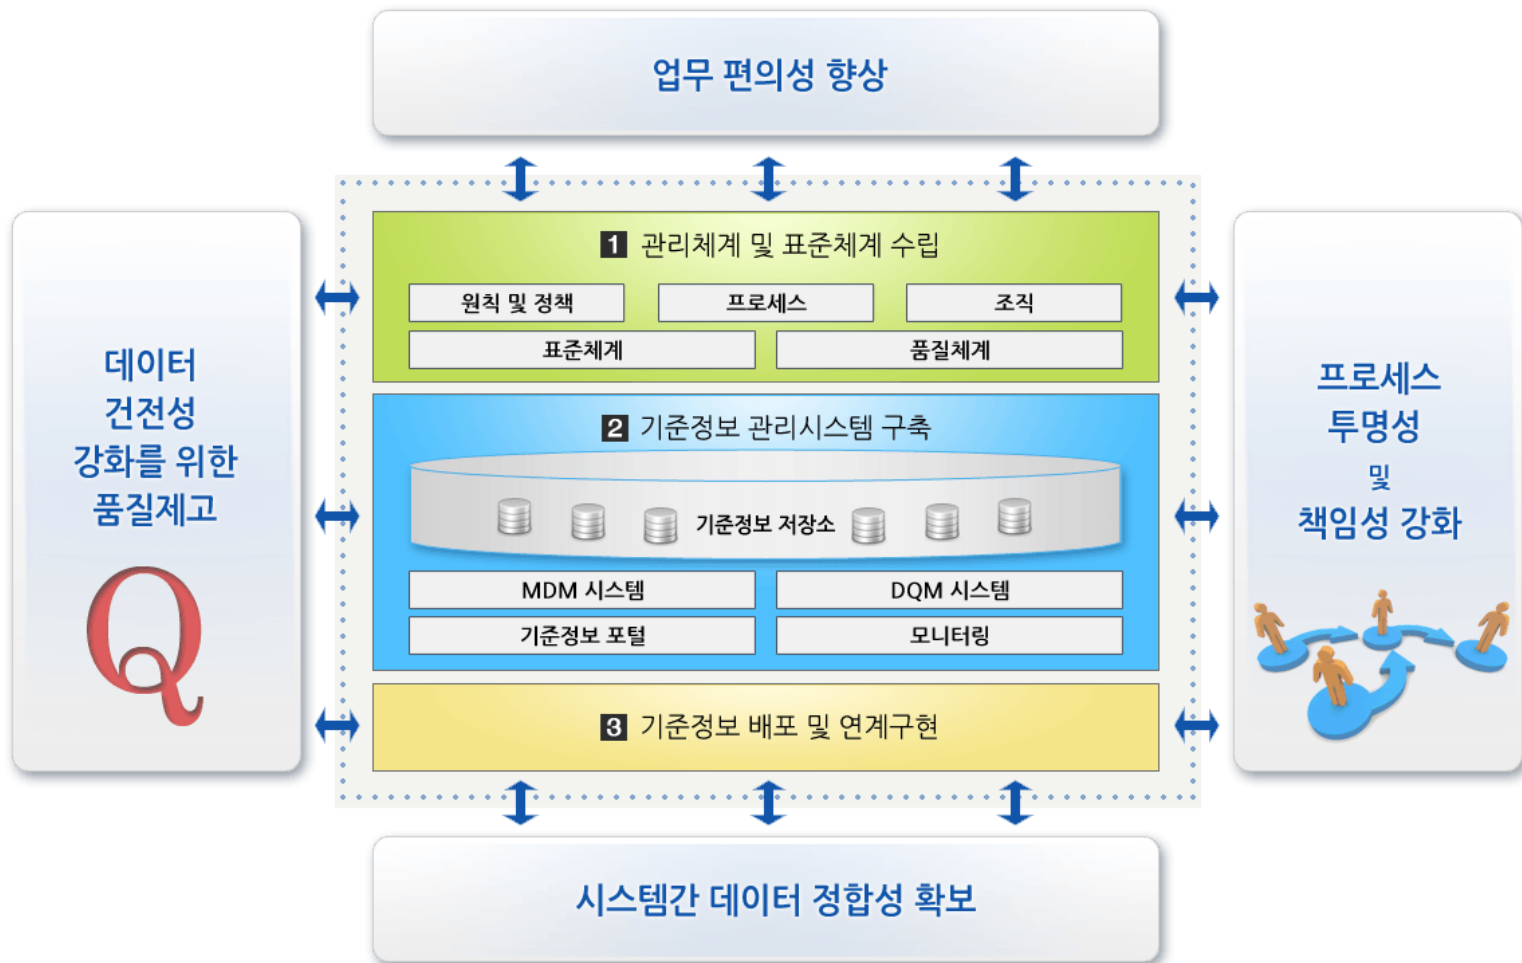 업무 편의성 향상
1 관리체계 및 표준체계 수립
원칙 및 정책
프로세스
조직
표준체계
품질체계
데이터
건전성
강화를 위한
품질제고
Q
2 기준정보 관리시스템 구축
기준정보 저장소
MDM 시스템
DQM 시스템
기준정보 포털
모니터링
프로세스
투명성
및
책임성 강화
3 기준정보 배포 및 연계구현
시스템간 데이터 정합성 확보